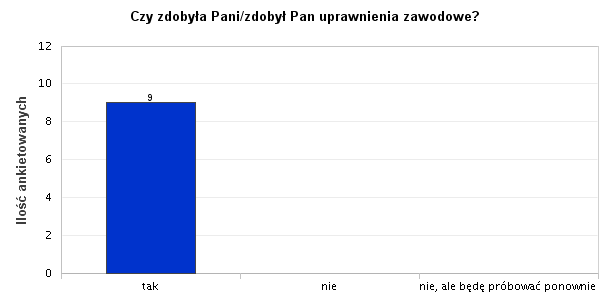 Czy zdobyła Pani/zdobył Pan uprawnienia zawodowe?
Ilość ankietowanych
12
10
8
6
4
2
0
9
tak
nie
nie, ale będę próbować ponownie